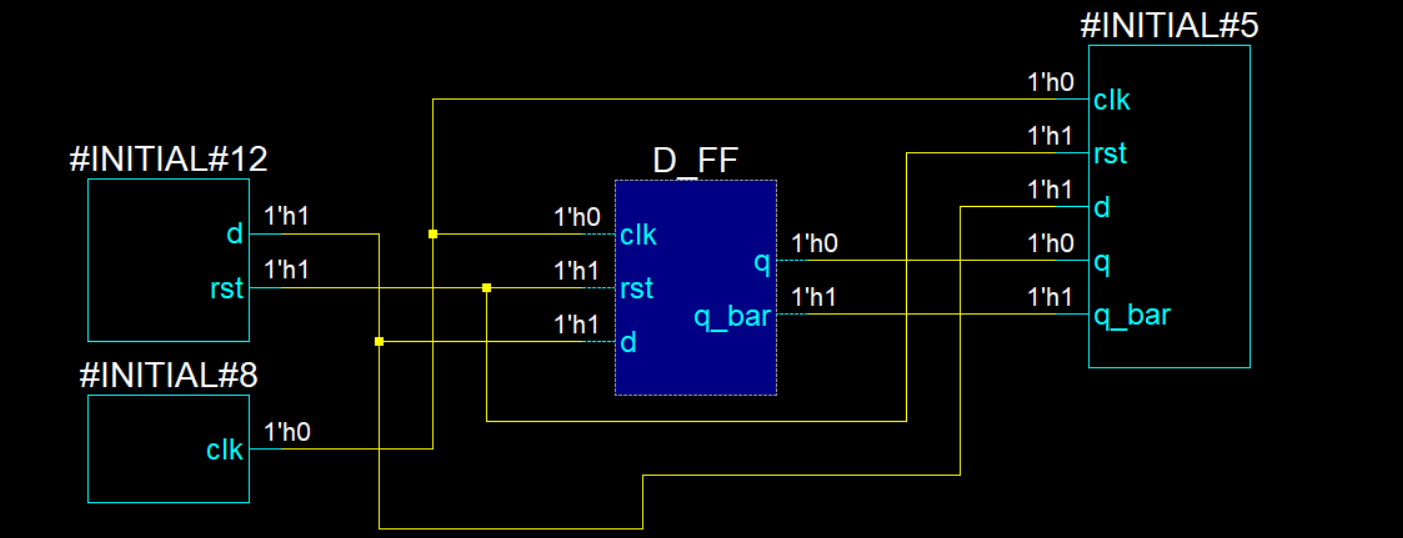 #INITIAL#5
1'h0
clk
1'h1
rst
1'h1
d
1'h0
q
1'h1
q_bar
#INITIAL#12
1'h1
d
1'h1
rst
D_FF
1'h0
clk
1'h1
rst
1'h1
d
1'h0
q
1'h1
q_bar
#INITIAL#8
1'h0
clk